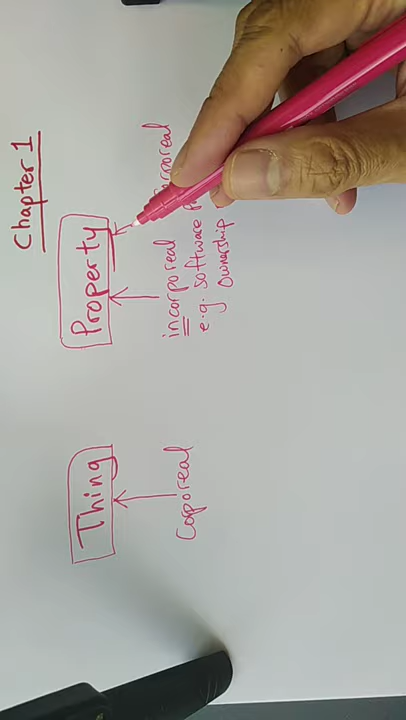 Chapter 1
Thing
Property
Corporeal
incorporeal
e.g. Software
Ownership